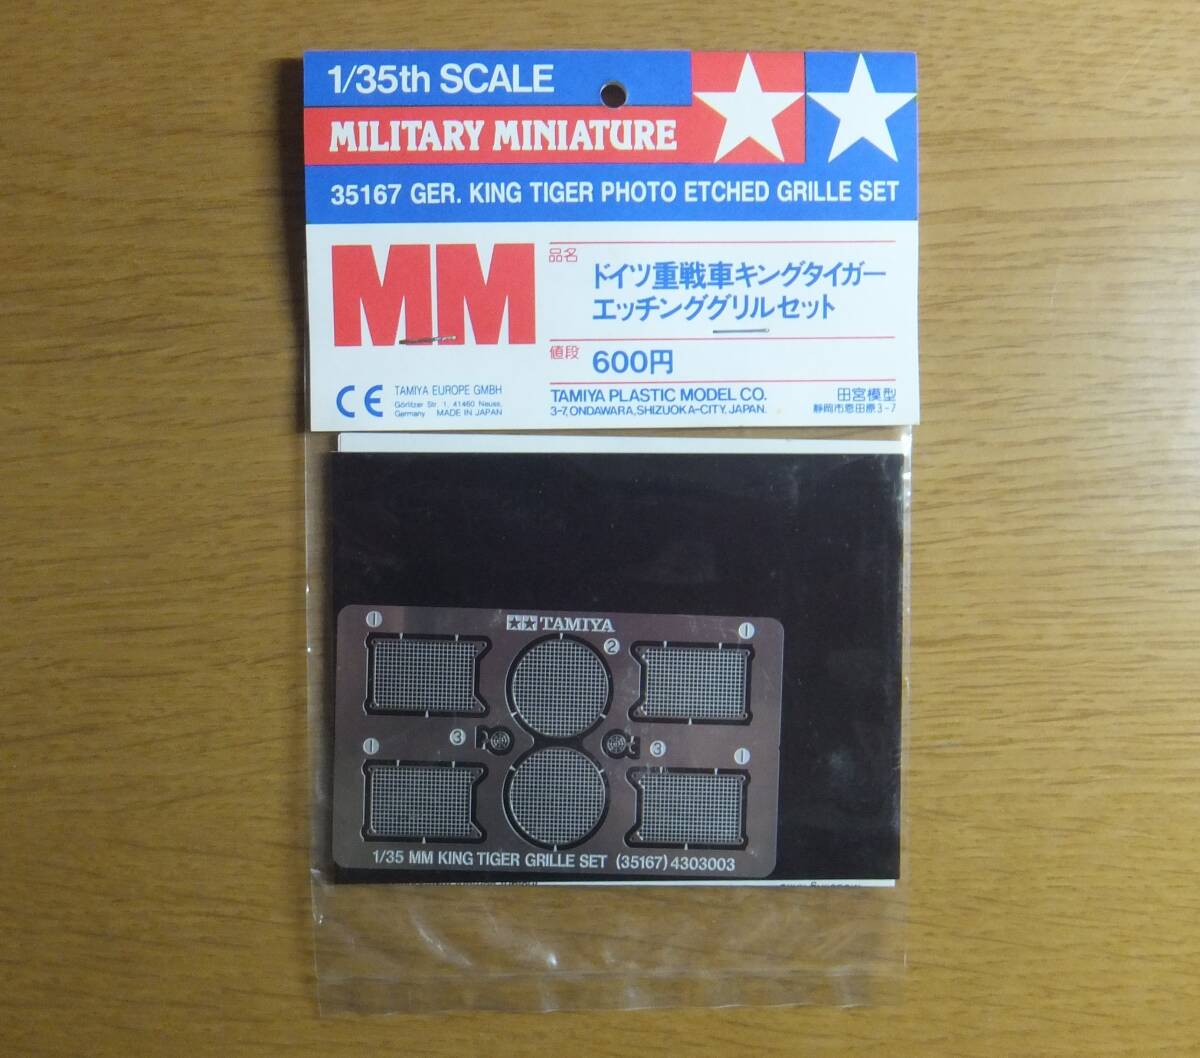 1/35th SCALE
MILITARY MINIATURE
35167 GER. KING TIGER PHOTO ETCHED GRILLE SET
MM
品名
ドイツ重戦車キングタイガー
エッチンググリルセット
値段
600円
CE
TAMIYA EUROPE GMBH
Görlitzer Str. 1. 41460 Neuss.
Germany MADE IN JAPAN
TAMIYA PLASTIC MODEL CO.
3-7, ONDAWARA, SHIZUOKA-CITY, JAPAN.
田宮模型
静岡市恩田原3-7
TAMIYA
1
1
2
3
3
1
1
1/35 MM KING TIGER GRILLE SET (35167) 4303003